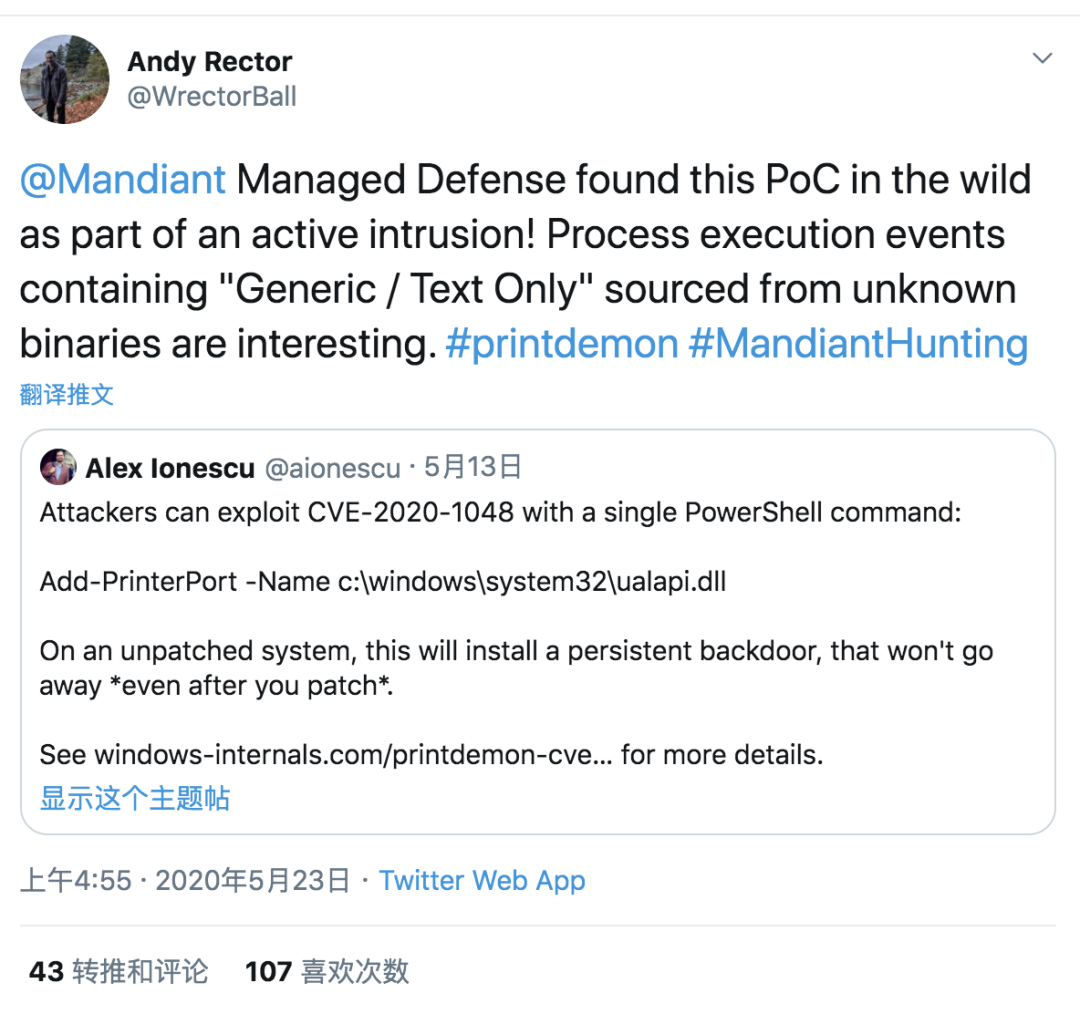 Andy Rector
@WrectorBall
@Mandiant Managed Defense found this PoC in the wild
as part of an active intrusion! Process execution events
containing "Generic / Text Only" sourced from unknown
binaries are interesting. #printdemon #MandiantHunting
翻译推文
Alex Ionescu @aionescu · 5月13日
Attackers can exploit CVE-2020-1048 with a single PowerShell command:
Add-PrinterPort -Name c:\windows\system32\ualapi.dll
On an unpatched system, this will install a persistent backdoor, that won't go
away *even after you patch*.
See windows-internals.com/printdemon-cve... for more details.
显示这个主题帖
上午4:55 · 2020年5月23日 · Twitter Web App
43 转推和评论 107 喜欢次数